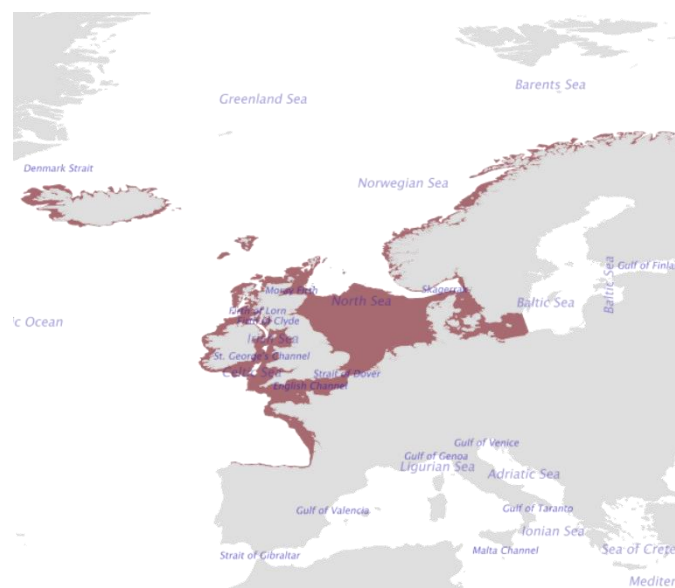 Barents Sea
Greenland Sea
Denmark Strait
Norwegian Sea
Gulf of Finla
Baltic Sea
Moray Firth
Skagerrak
North Sea
Baltic Sea
Firth of Lorn
Firth of Clyde
c Ocean
Irish Sea
St. George's Channel
Celtic Sea
Strait of Dover
English Channel
Gulf of Venice
Gulf of Genoa
Ligurian Sea
Adriatic Sea
Gulf of Valencia
Gulf of Taranto
Ionian Sea
Strait of Gibraltar
Malta Channel
Sea of Crete
Mediter